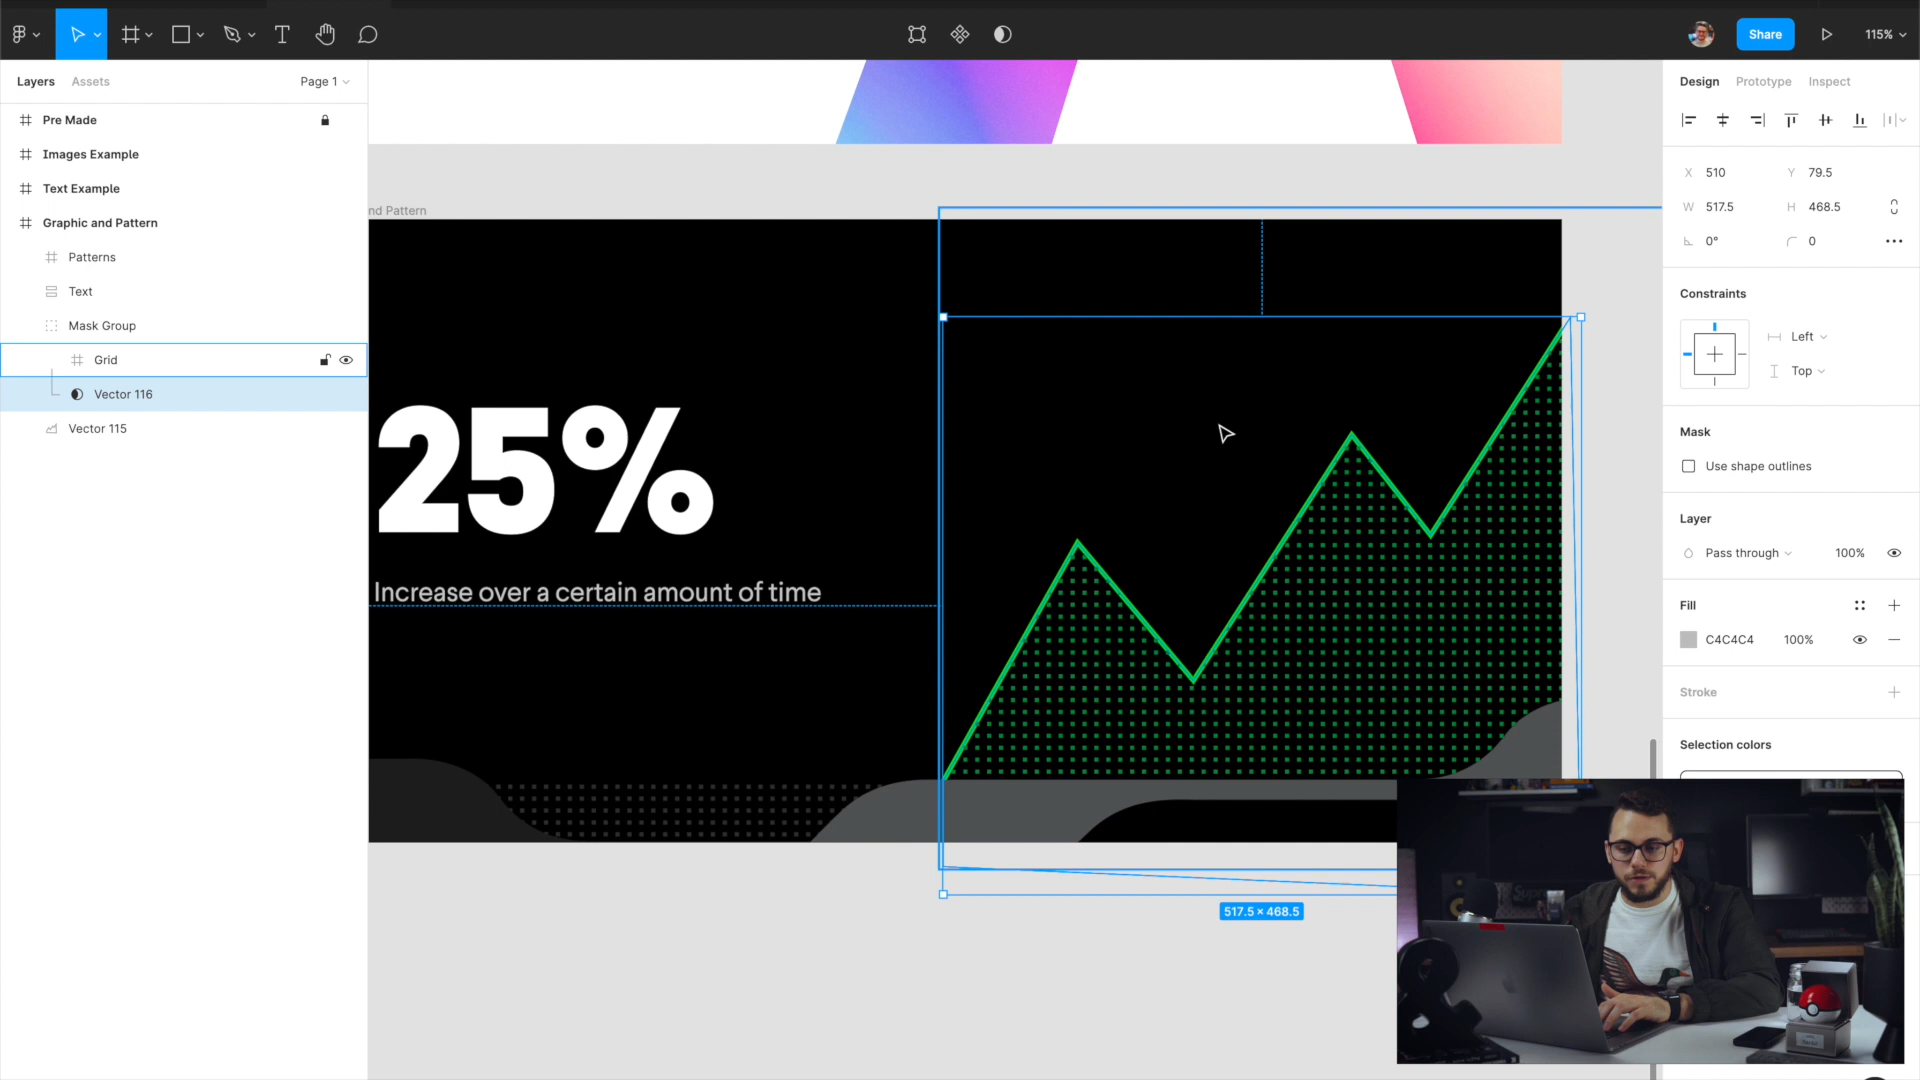 Share
115%
Layers
Assets
Page 1
Pre Made
Images Example
Text Example
Graphic and Pattern
Patterns
Text
Mask Group
Grid
Vector 116
Vector 115
nd Pattern
25%
Increase over a certain amount of time
517.5 × 468.5
Design
Prototype
Inspect
X 510
Y 79.5
W 517.5
H 468.5
0°
0
Constraints
Left
Top
Mask
Use shape outlines
Layer
Pass through
100%
Fill
C4C4C4
100%
Stroke
Selection colors